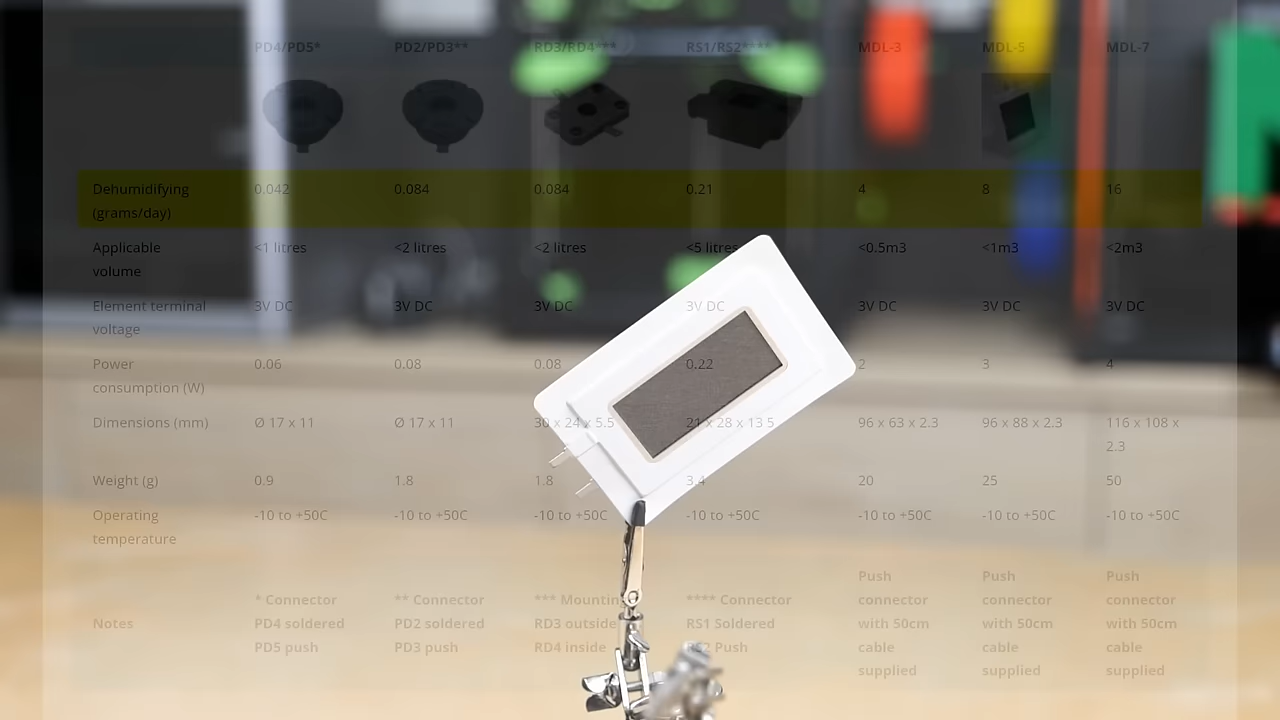 PD4/PD5* PD2/PD3** RD3/RD4*** RS1/RS2**** MDL-3 MDL-5 MDL-7
Dehumidifying 0.042 0.084 0.084 0.21 4 8 16
(grams/day)
Applicable <1 litres <2 litres <2 litres <5 litres <0.5m3 <1m3 <2m3
volume
Element terminal 3V DC 3V DC 3V DC 3V DC 3V DC 3V DC 3V DC
voltage
Power 0.06 0.08 0.08 0.22 2 3 4
consumption (W)
Dimensions (mm) Ø 17 x 11 Ø 17 x 11 30 x 24 x 5.5 21 x 28 x 13.5 96 x 63 x 2.3 96 x 88 x 2.3 116 x 108 x
2.3
Weight (g) 0.9 1.8 1.8 3.4 20 25 50
Operating -10 to +50C -10 to +50C -10 to +50C -10 to +50C -10 to +50C -10 to +50C -10 to +50C
temperature
Push Push Push
* Connector ** Connector *** Mounting **** Connector connector connector connector
Notes PD4 soldered PD2 soldered RD3 outside RS1 Soldered with 50cm with 50cm with 50cm
PD5 push PD3 push RD4 inside RS2 Push cable cable cable
supplied supplied supplied